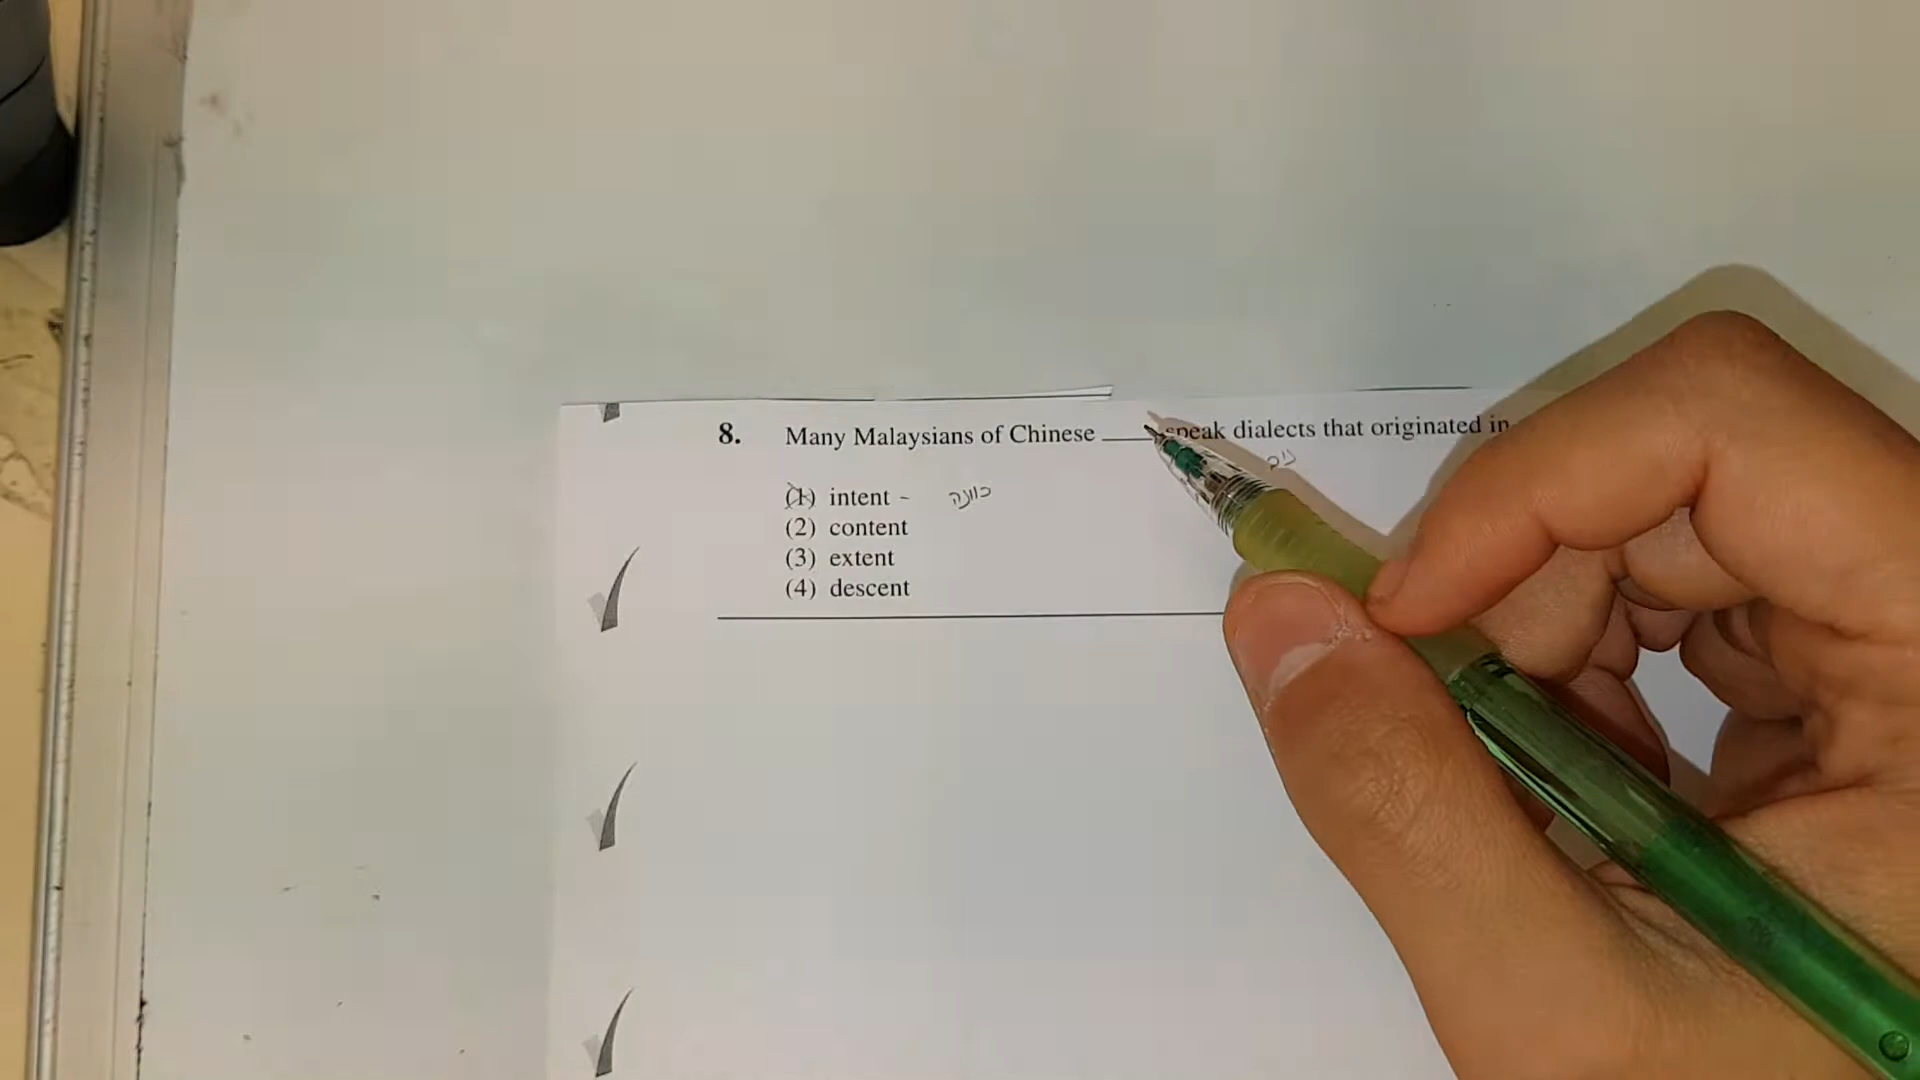 8. Many Malaysians of Chinese ____ speak dialects that originated in
(1) intent - כוונה
(2) content
(3) extent
(4) descent